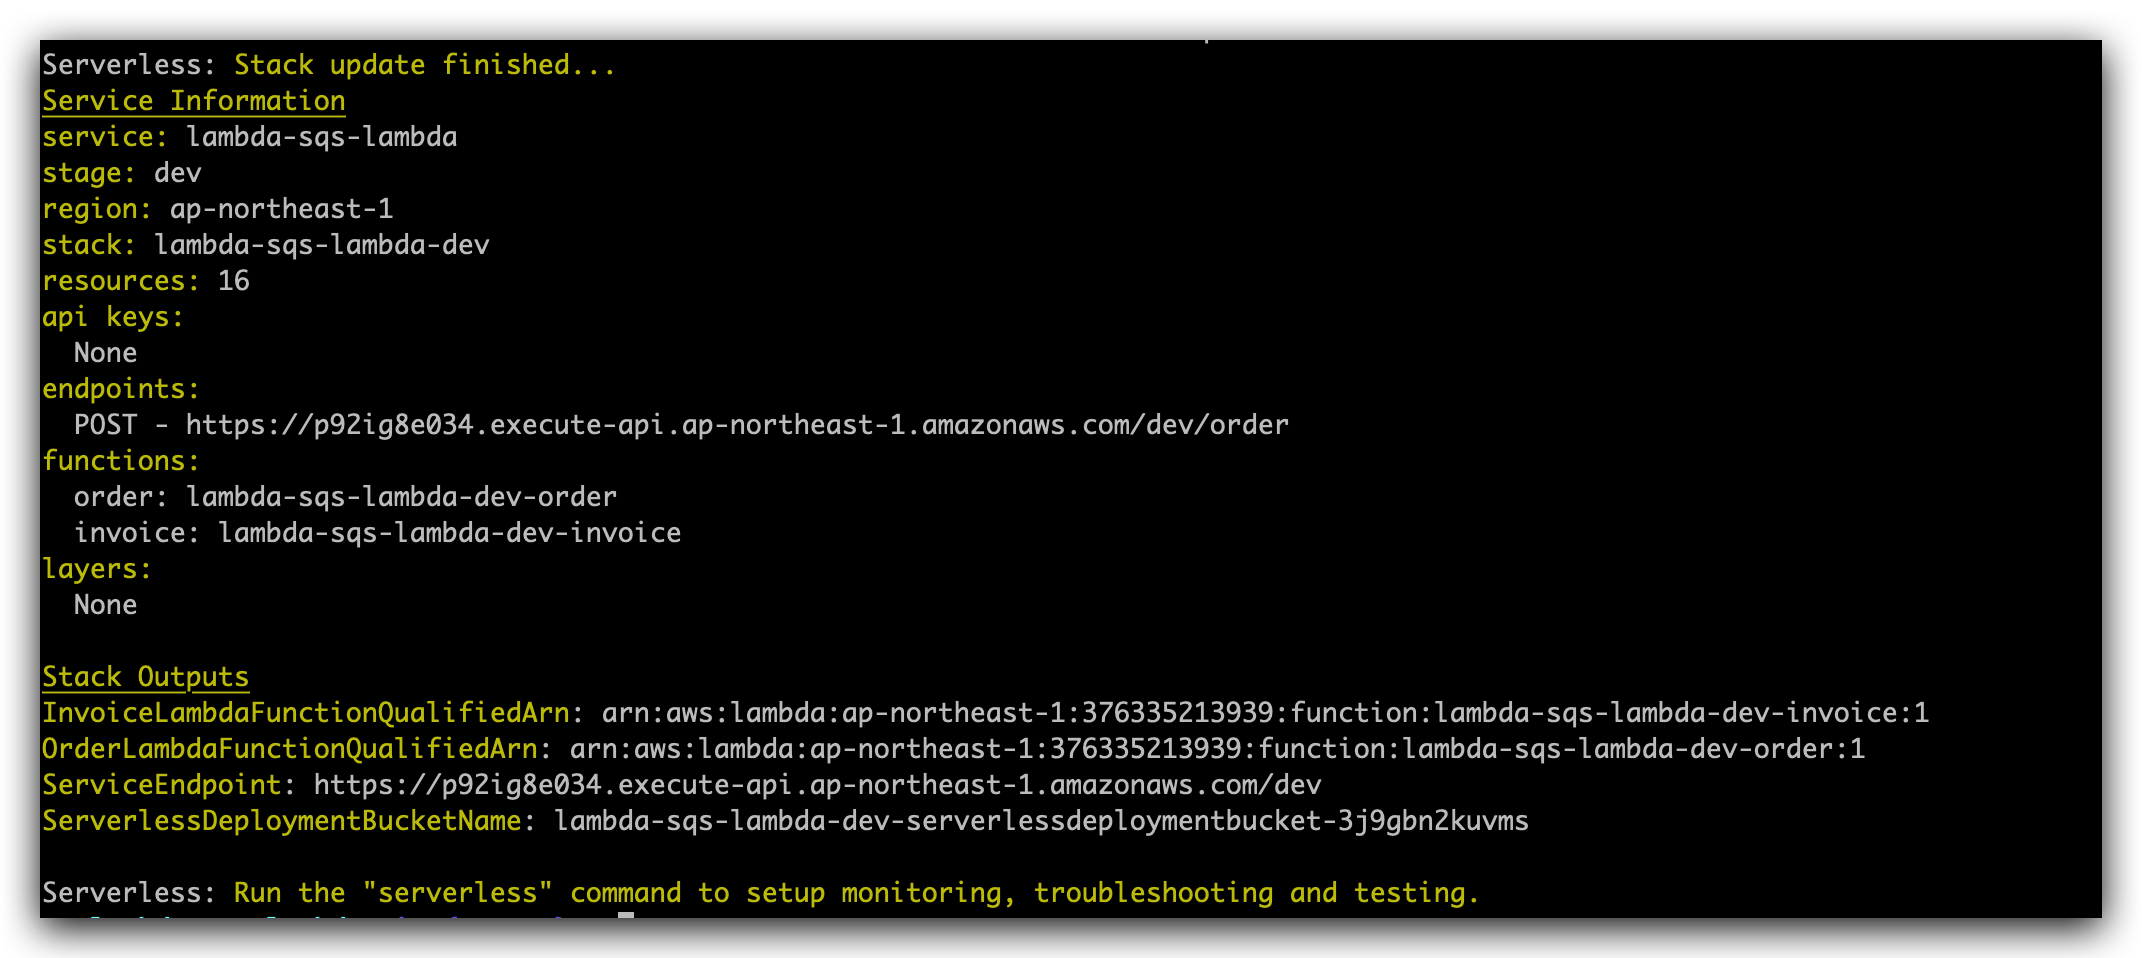 Serverless: Stack update finished...
Service Information
service: lambda-sqs-lambda
stage: dev
region: ap-northeast-1
stack: lambda-sqs-lambda-dev
resources: 16
api keys:
  None
endpoints:
  POST - https://p92ig8e034.execute-api.ap-northeast-1.amazonaws.com/dev/order
functions:
  order: lambda-sqs-lambda-dev-order
  invoice: lambda-sqs-lambda-dev-invoice
layers:
  None
Stack Outputs
InvoiceLambdaFunctionQualifiedArn: arn:aws:lambda:ap-northeast-1:376335213939:function:lambda-sqs-lambda-dev-invoice:1
OrderLambdaFunctionQualifiedArn: arn:aws:lambda:ap-northeast-1:376335213939:function:lambda-sqs-lambda-dev-order:1
ServiceEndpoint: https://p92ig8e034.execute-api.ap-northeast-1.amazonaws.com/dev
ServerlessDeploymentBucketName: lambda-sqs-lambda-dev-serverlessdeploymentbucket-3j9gbn2kuvms
Serverless: Run the "serverless" command to setup monitoring, troubleshooting and testing.